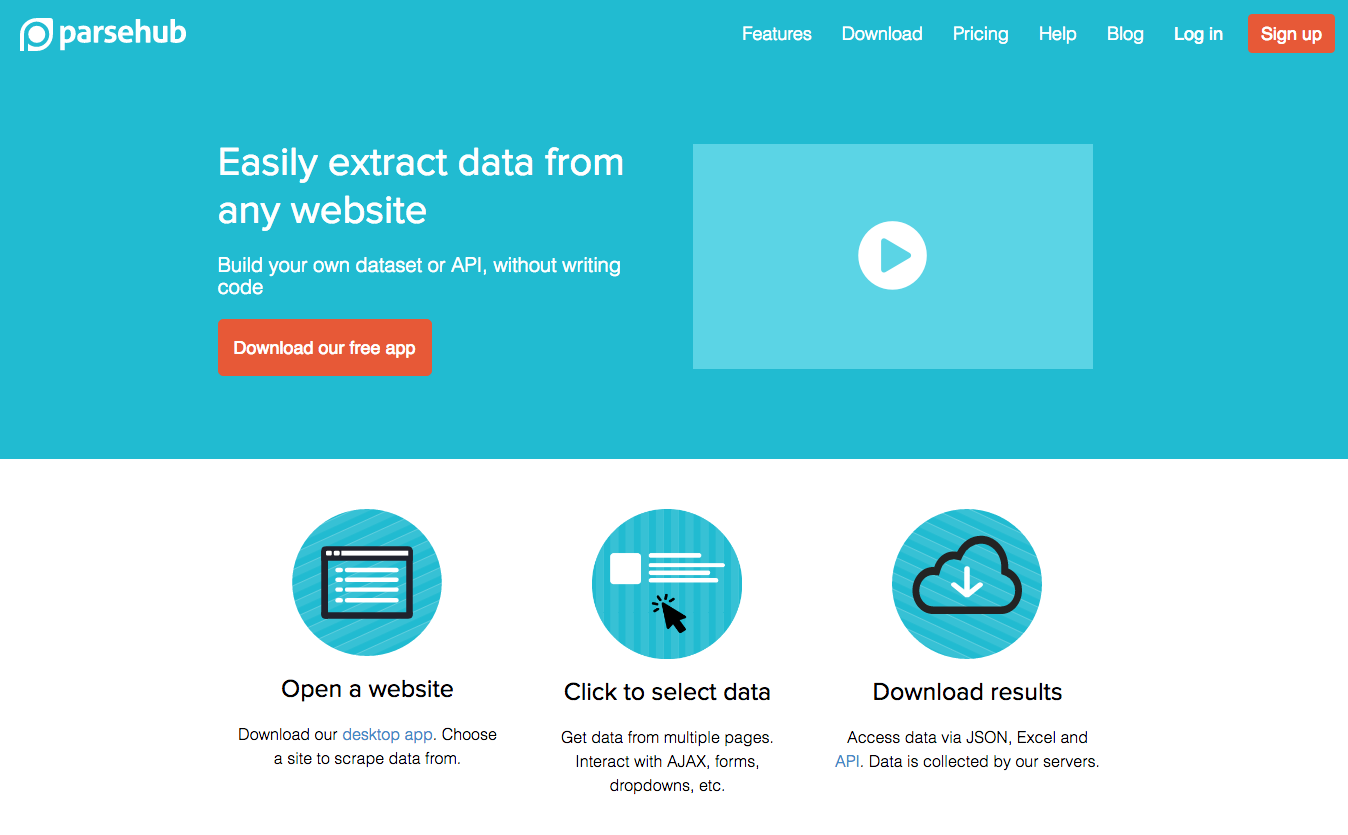 parsehub
Features Download Pricing Help Blog Log in Sign up
Easily extract data from
any website
Build your own dataset or API, without writing
code
Download our free app
Open a website
Download our desktop app. Choose
a site to scrape data from.
Click to select data
Get data from multiple pages.
Interact with AJAX, forms,
dropdowns, etc.
Download results
Access data via JSON, Excel and
API. Data is collected by our servers.